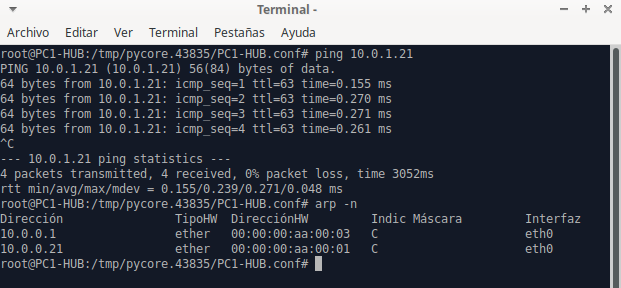 Terminal -
Archivo Editar Ver Terminal Pestañas Ayuda
root@PC1-HUB:/tmp/pycore.43835/PC1-HUB.conf# ping 10.0.1.21
PING 10.0.1.21 (10.0.1.21) 56(84) bytes of data.
64 bytes from 10.0.1.21: icmp_seq=1 ttl=63 time=0.155 ms
64 bytes from 10.0.1.21: icmp_seq=2 ttl=63 time=0.270 ms
64 bytes from 10.0.1.21: icmp_seq=3 ttl=63 time=0.271 ms
64 bytes from 10.0.1.21: icmp_seq=4 ttl=63 time=0.261 ms
^C
--- 10.0.1.21 ping statistics ---
4 packets transmitted, 4 received, 0% packet loss, time 3052ms
rtt min/avg/max/mdev = 0.155/0.239/0.271/0.048 ms
root@PC1-HUB:/tmp/pycore.43835/PC1-HUB.conf# arp -n
Dirección TipoHW DirecciónHW Indic Máscara Interfaz
10.0.0.1 ether 00:00:00:aa:00:03 C eth0
10.0.0.21 ether 00:00:00:aa:00:01 C eth0
root@PC1-HUB:/tmp/pycore.43835/PC1-HUB.conf#